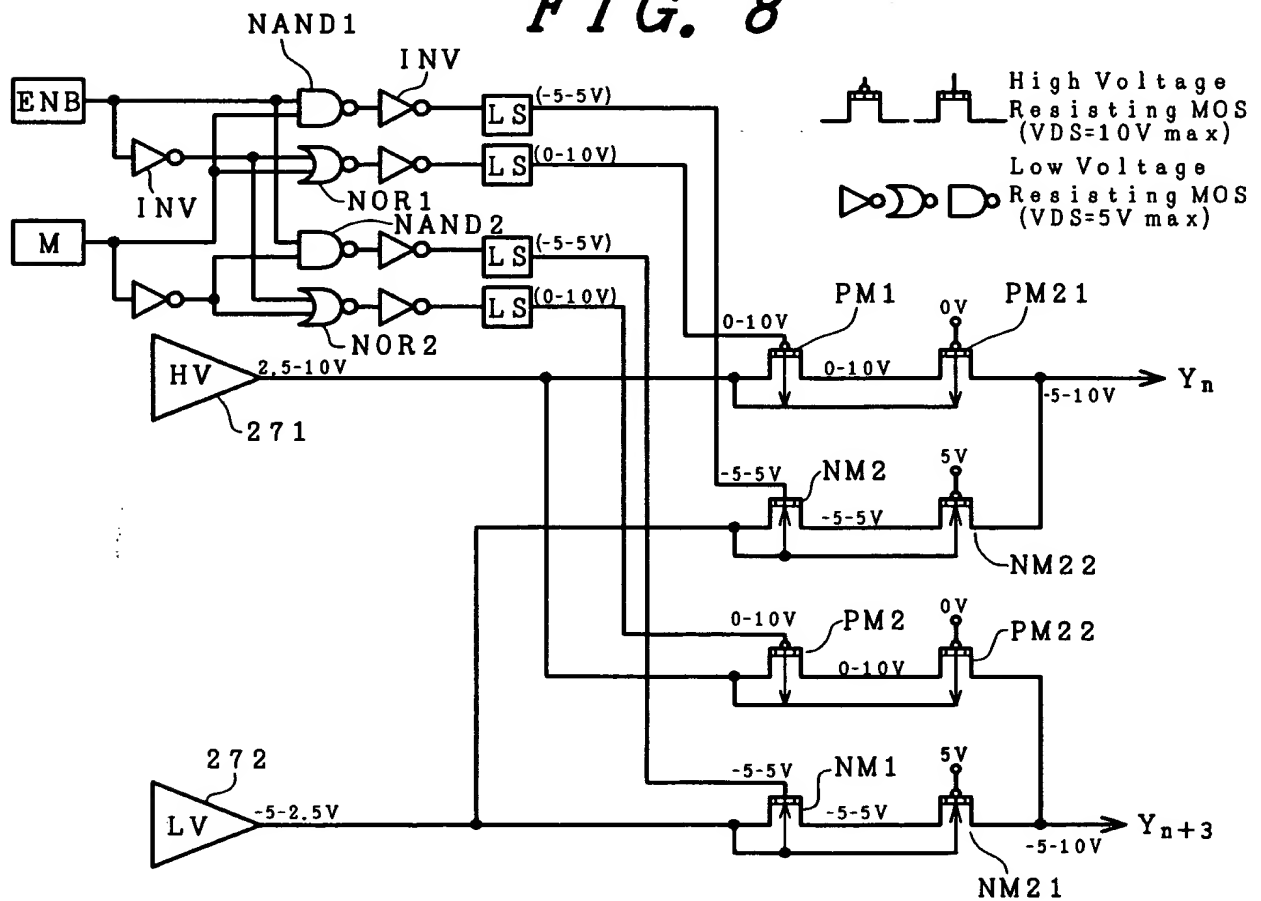 FIG. 8
NAND1
INV
ENB
LS
(-5-5V)
High Voltage
Resisting MOS
(VDS=10V max)
LS
(0-10V)
INV
NOR1
Low Voltage
Resisting MOS
(VDS=5V max)
NAND2
M
LS
(-5-5V)
LS
(0-10V)
NOR2
PM1
PM21
0V
0-10V
HV
2.5-10V
0-10V
Yn
-5-10V
271
5V
NM2
-5-5V
-5-5V
NM22
0V
0-10V
PM2
PM22
0-10V
272
5V
NM1
-5-5V
LV
-5-2.5V
-5-5V
Yn+3
-5-10V
NM21